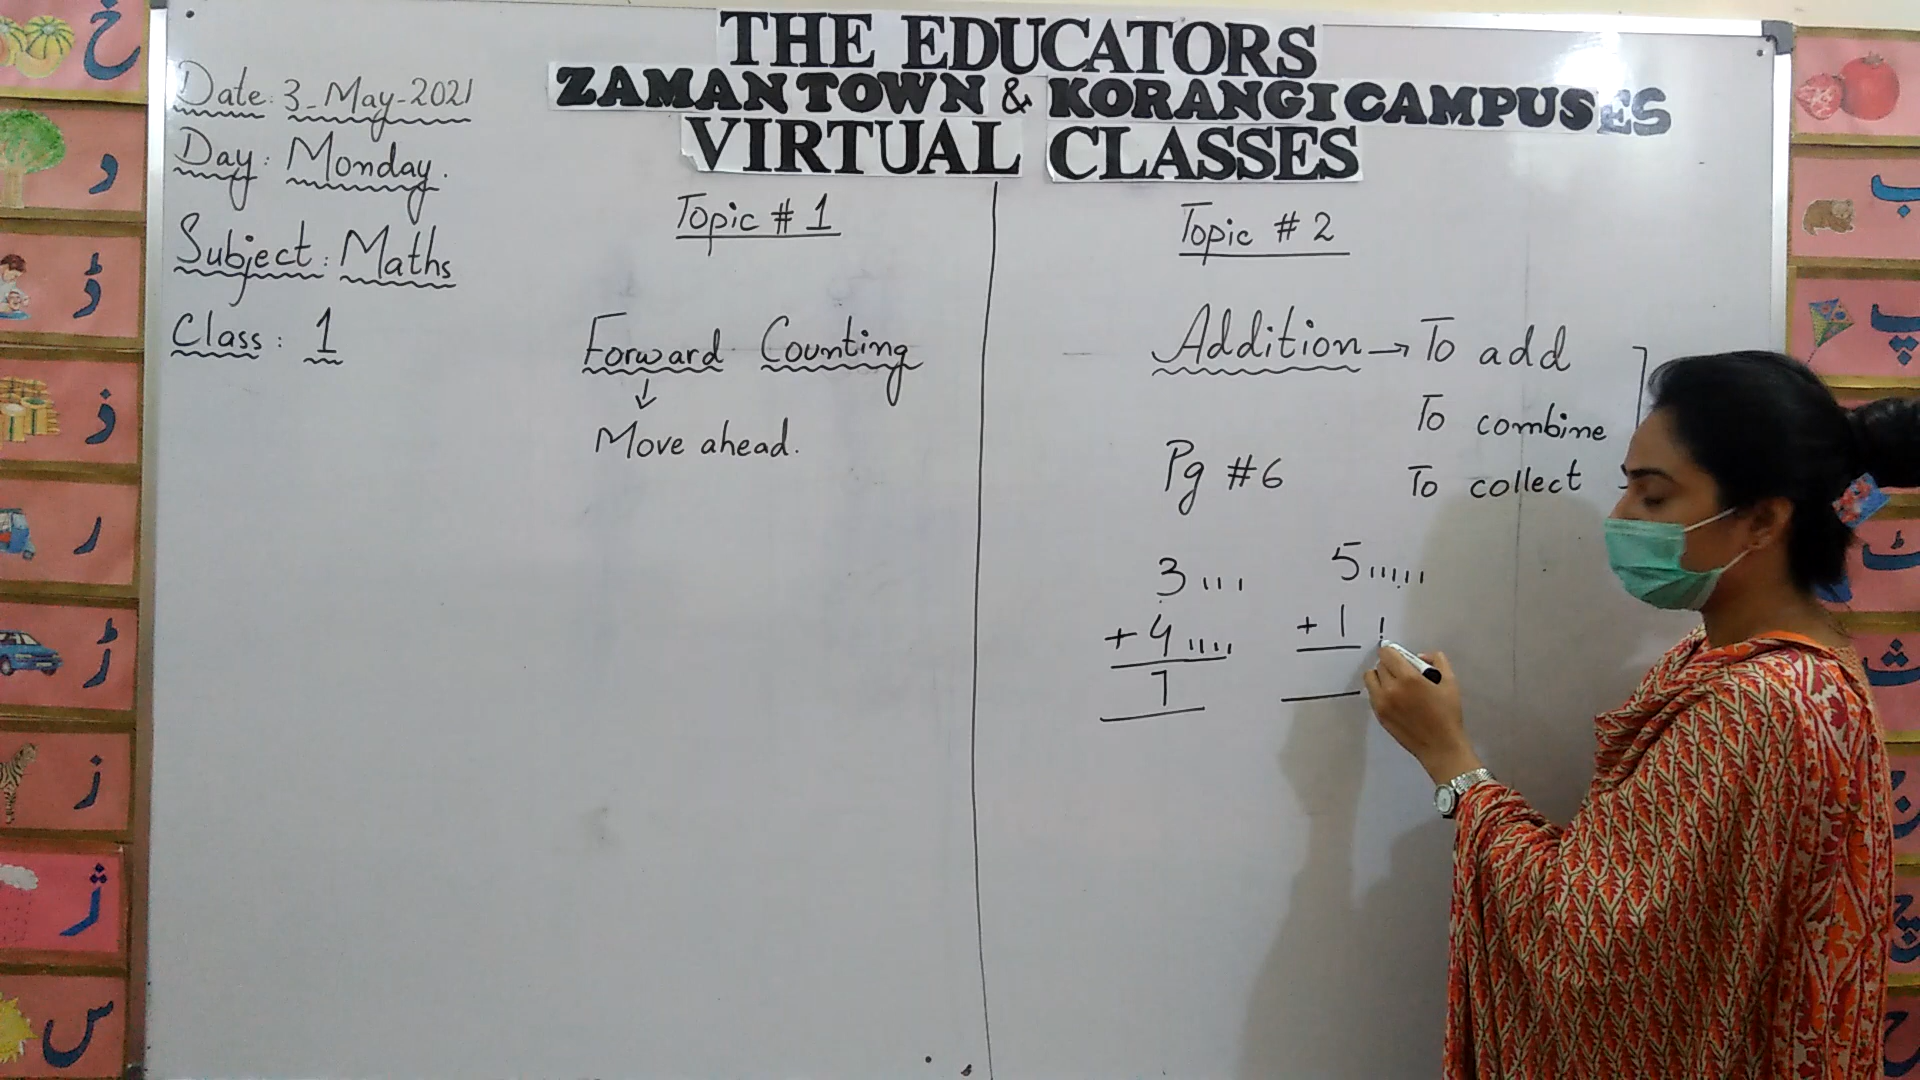 THE EDUCATORS
ZAMAN TOWN & KORANGI CAMPUSES
VIRTUAL CLASSES
Date: 3-May-2021
Day: Monday.
Subject: Maths
Class: 1
Topic # 1
Forward Counting
↓
Move ahead.
Topic # 2
Addition → To add
To combine
To collect
Pg #6
3 ı ı ı
+ 4 ı ı ı ı
7
5 ı ı ı ı ı
+ 1 ı
خ
د
ڈ
ذ
ر
ڑ
ز
ژ
س
ب
پ
ٹ
ث
ج
چ
ح